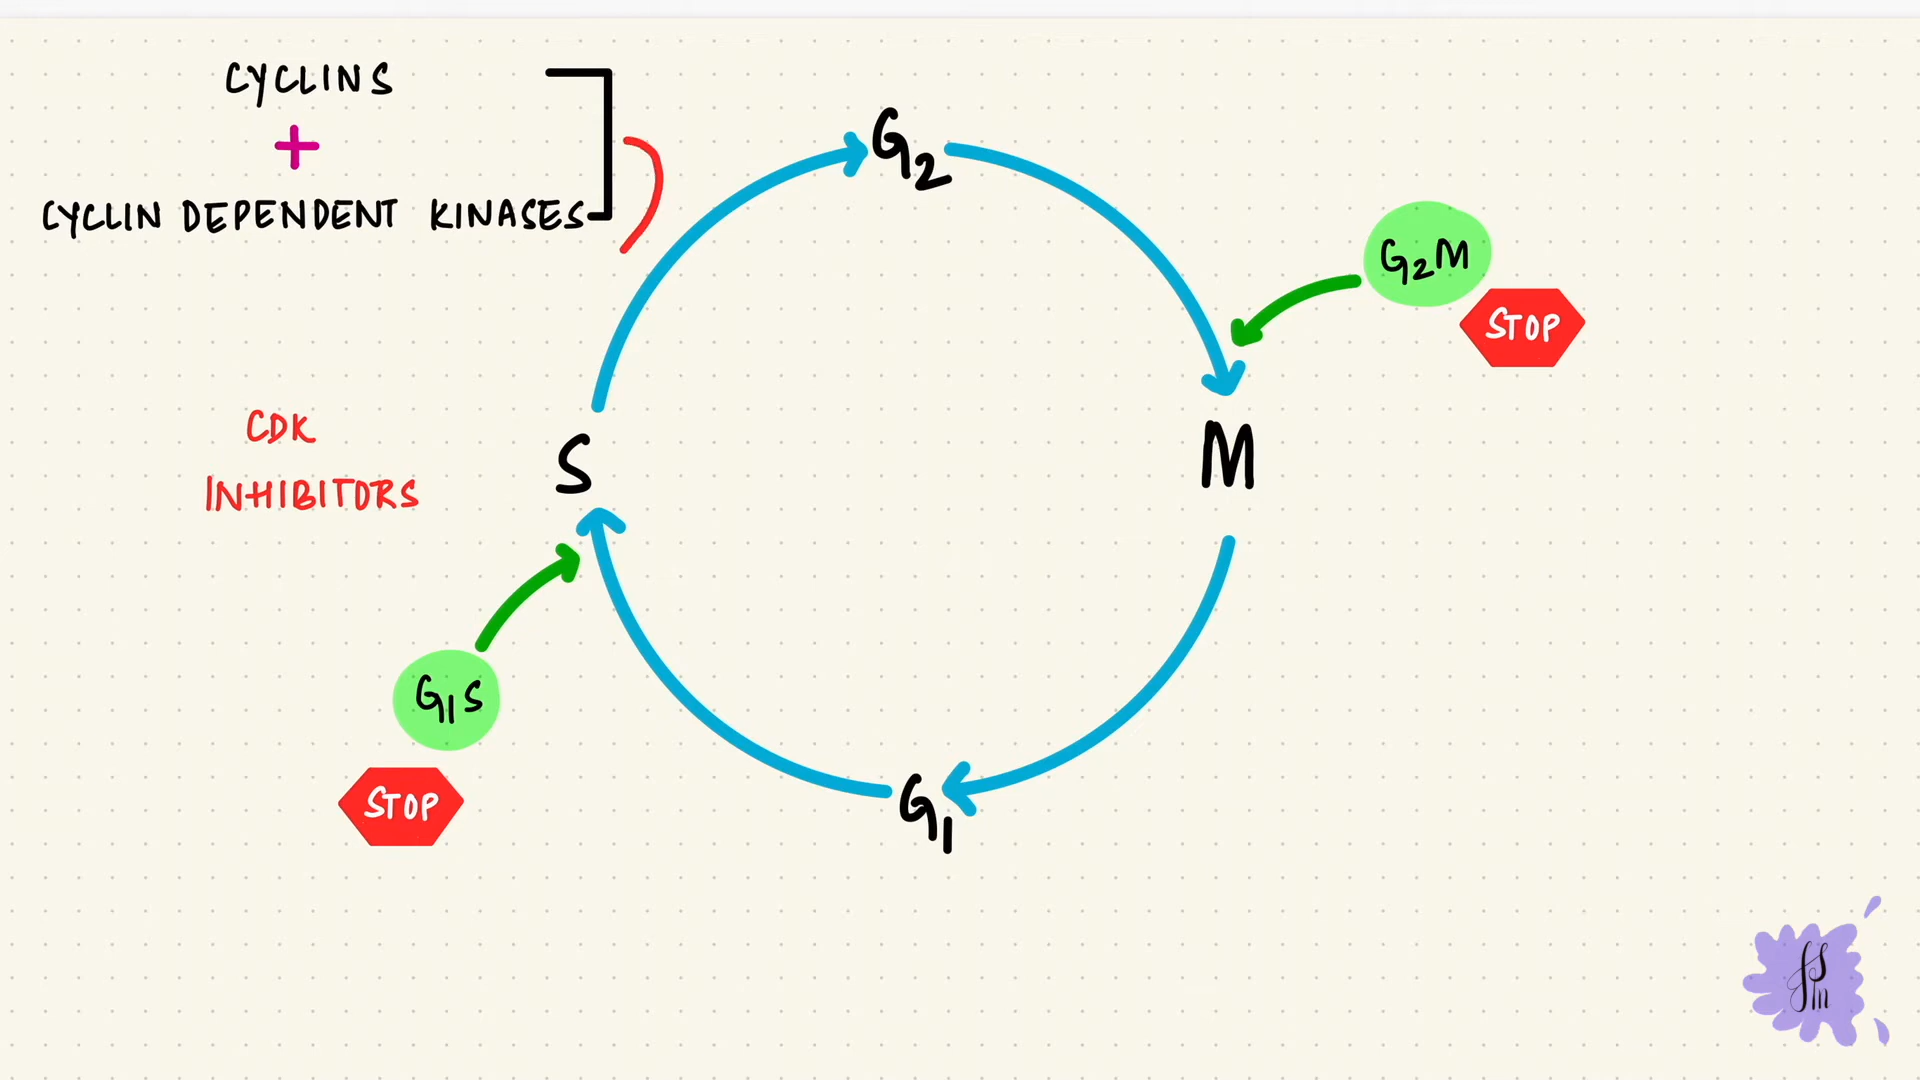 CYCLINS
+
CYCLIN DEPENDENT KINASES
G2
G2M
STOP
CDK
INHIBITORS
S
M
G1S
STOP
G1